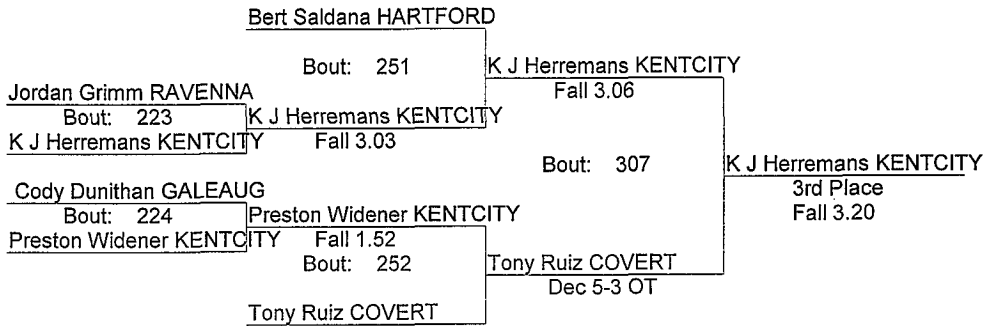 Bert Saldana HARTFORD
Bout: 251
K J Herremans KENTCITY
Fall 3.06
Jordan Grimm RAVENNA
Bout: 223
K J Herremans KENTCITY
K J Herremans KENTCITY
Fall 3.03
Bout: 307
K J Herremans KENTCITY
3rd Place
Fall 3.20
Cody Dunithan GALEAUG
Bout: 224
Preston Widener KENTCITY
Preston Widener KENTCITY
Fall 1.52
Bout: 252
Tony Ruiz COVERT
Dec 5-3 OT
Tony Ruiz COVERT